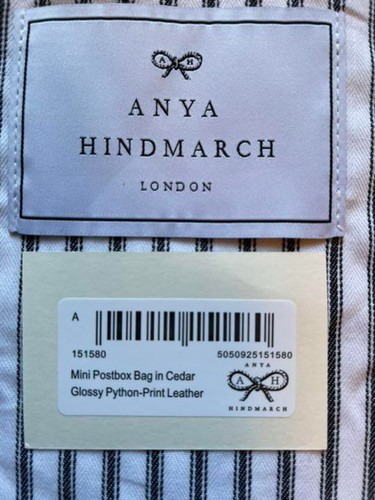 A H
ANYA
HINDMARCH
LONDON
A
151580 5050925151580
Mini Postbox Bag in Cedar
Glossy Python-Print Leather
ANYA
A H
HINDMARCH